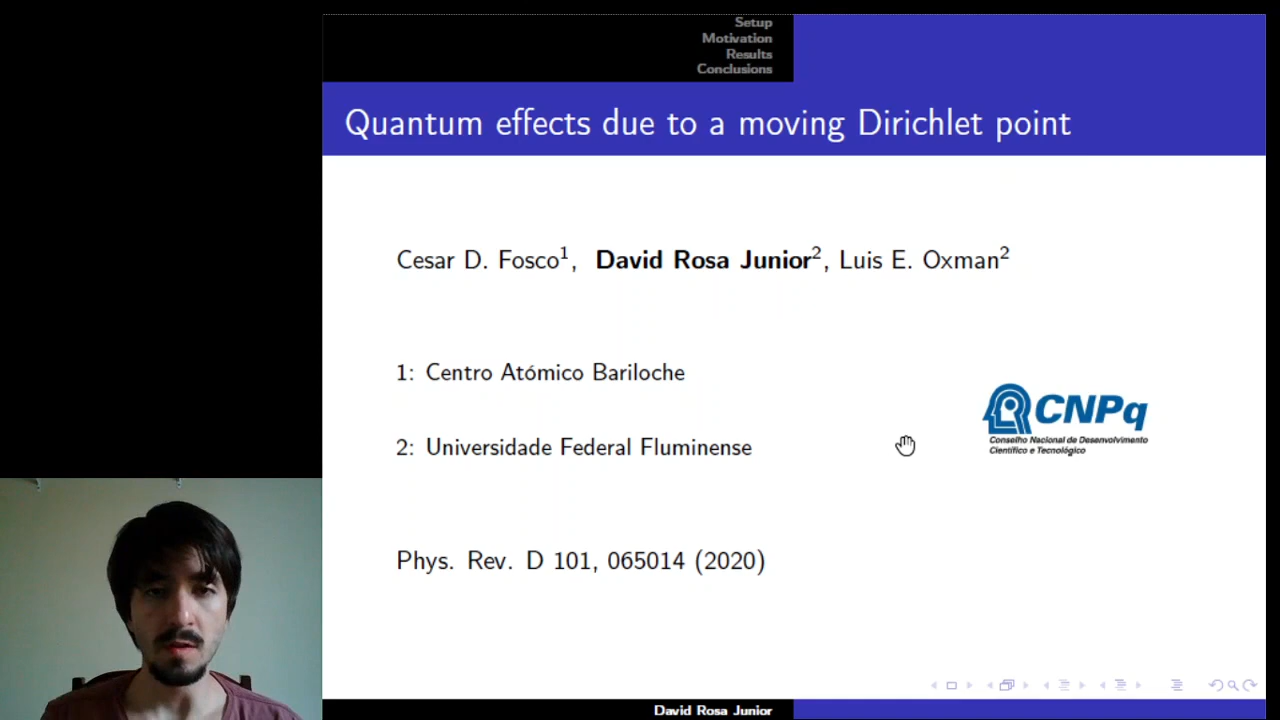 Setup
Motivation
Results
Conclusions
Quantum effects due to a moving Dirichlet point
Cesar D. Fosco¹, David Rosa Junior², Luis E. Oxman²
1: Centro Atómico Bariloche
2: Universidade Federal Fluminense
CNPq
Conselho Nacional de Desenvolvimento
Científico e Tecnológico
Phys. Rev. D 101, 065014 (2020)
David Rosa Junior